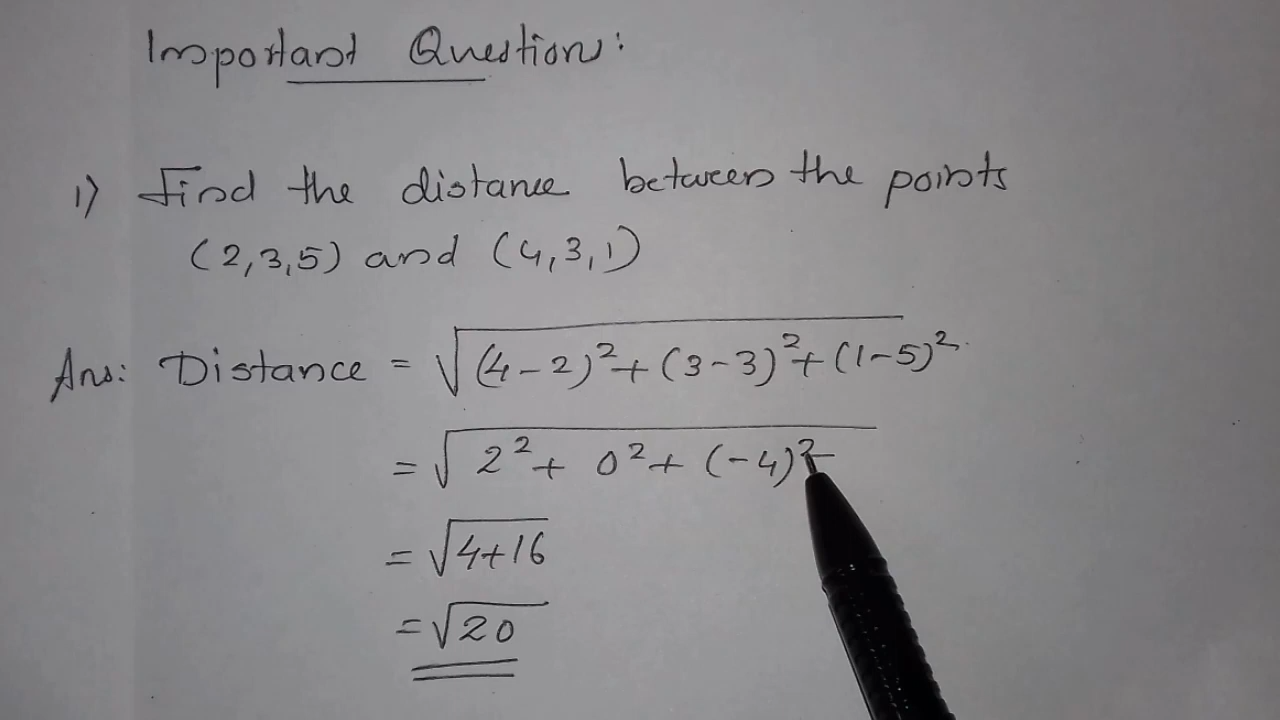 Important Question:
1) Find the distance between the points
(2,3,5) and (4,3,1)
Ans: Distance = √(4-2)²+(3-3)²+(1-5)²
= √2²+ 0²+ (-4)²
= √4+16
= √20